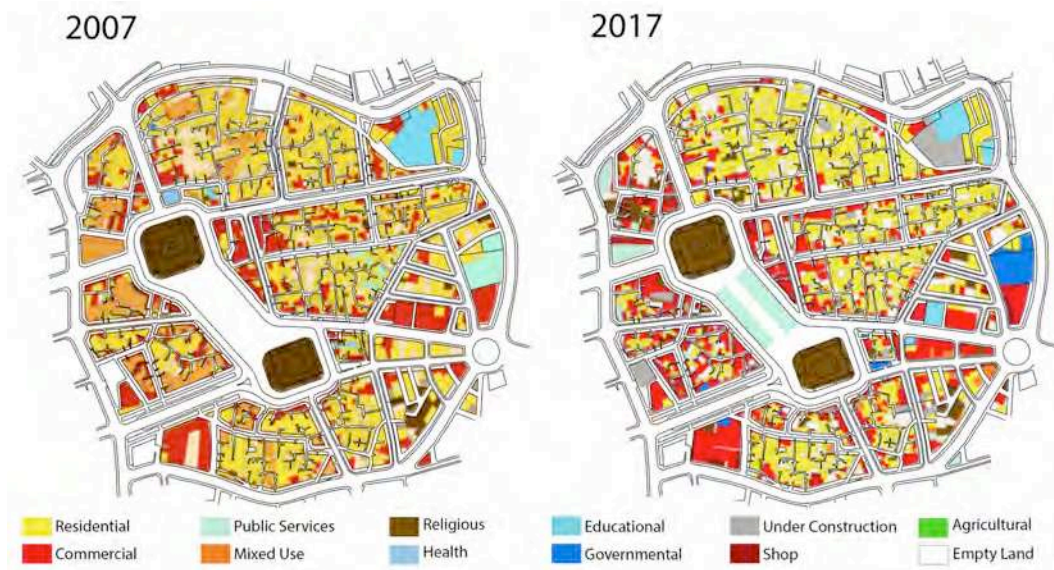 2007
2017
Residential
Public Services
Religious
Educational
Under Construction
Agricultural
Commercial
Mixed Use
Health
Governmental
Shop
Empty Land